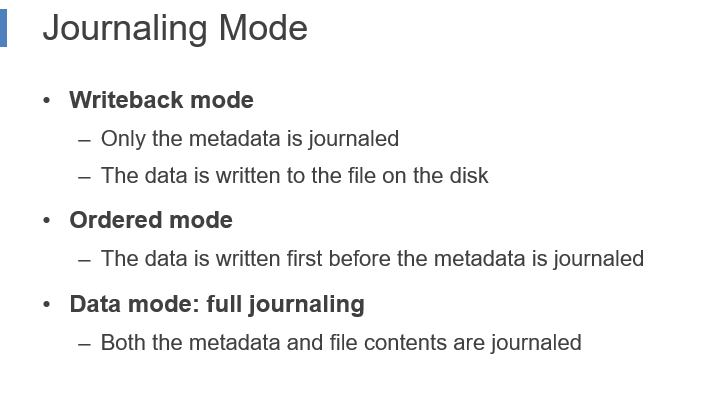 Journaling Mode
• Writeback mode
– Only the metadata is journaled
– The data is written to the file on the disk
• Ordered mode
– The data is written first before the metadata is journaled
• Data mode: full journaling
– Both the metadata and file contents are journaled